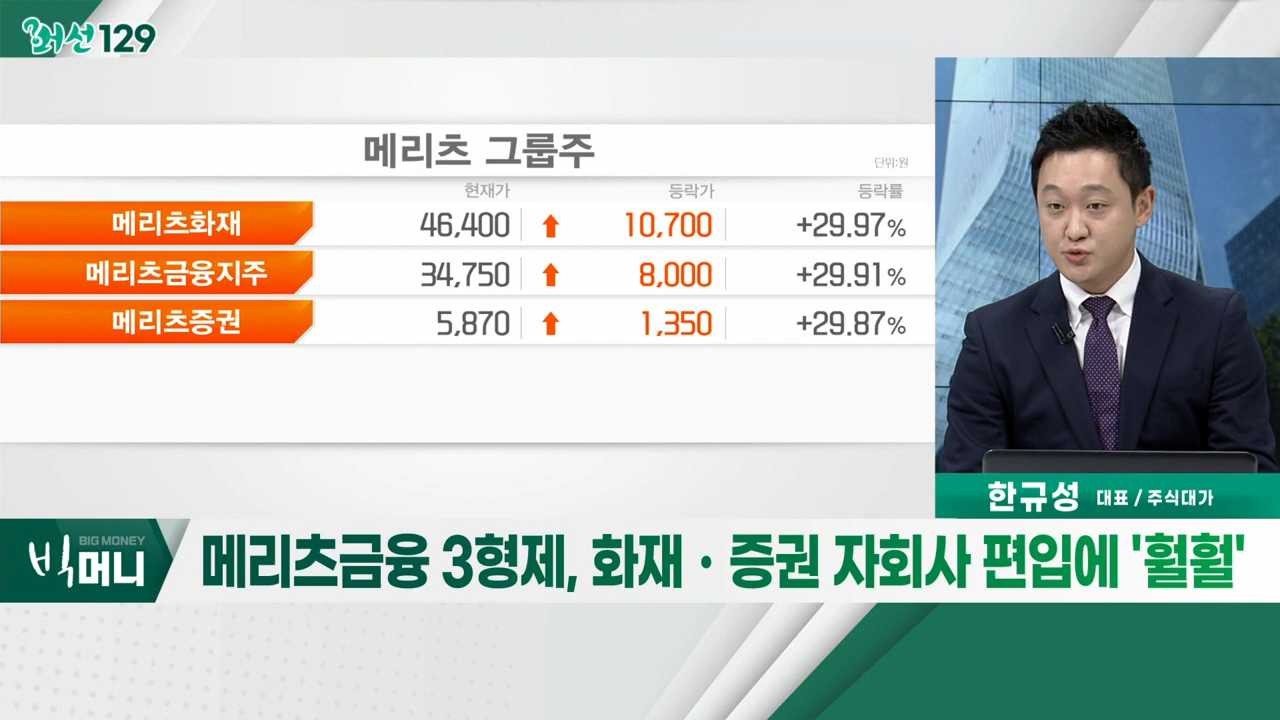 머선129
메리츠 그룹주
단위:원
현재가 등락가 등락률
메리츠화재 46,400 10,700 +29.97%
메리츠금융지주 34,750 8,000 +29.91%
메리츠증권 5,870 1,350 +29.87%
한규성 대표 / 주식대가
BIG MONEY
빅머니
메리츠금융 3형제, 화재·증권 자회사 편입에 '훨훨'